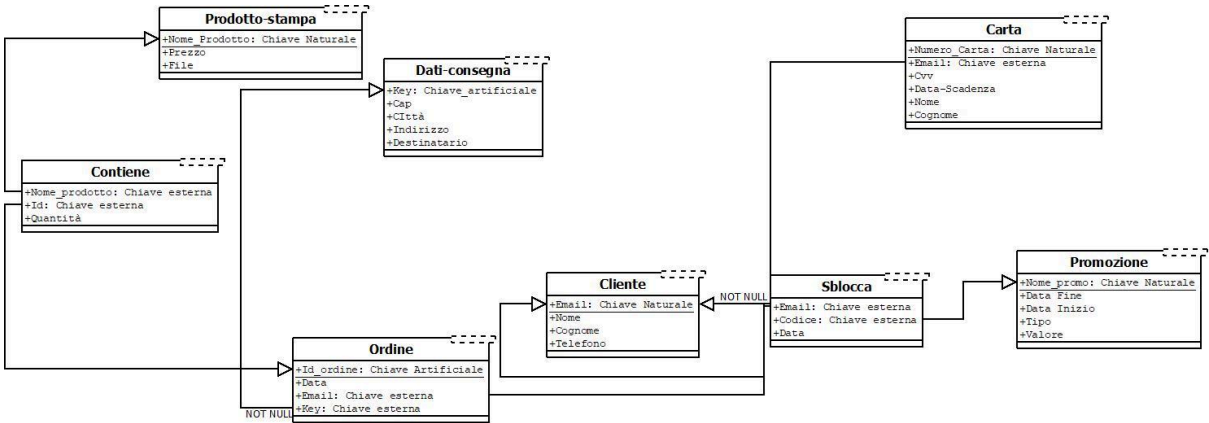 Prodotto-stampa
+Nome_Prodotto: Chiave Naturale
+Prezzo
+File
Dati-consegna
+Key: Chiave_artificiale
+Cap
+CIttà
+Indirizzo
+Destinatario
Carta
+Numero_Carta: Chiave Naturale
+Email: Chiave esterna
+Cvv
+Data-Scadenza
+Nome
+Cognome
Contiene
+Nome_prodotto: Chiave esterna
+Id: Chiave esterna
+Quantità
Cliente
+Email: Chiave Naturale
+Nome
+Cognome
+Telefono
NOT NULL
Sblocca
+Email: Chiave esterna
+Codice: Chiave esterna
+Data
Promozione
+Nome_promo: Chiave Naturale
+Data Fine
+Data Inizio
+Tipo
+Valore
Ordine
+Id_ordine: Chiave Artificiale
+Data
+Email: Chiave esterna
+Key: Chiave esterna
NOT NULL